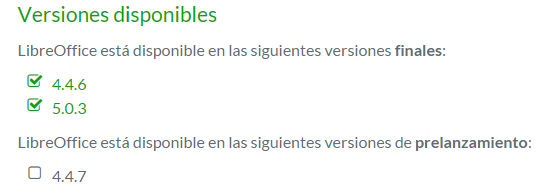 Versiones disponibles
LibreOffice está disponible en las siguientes versiones finales:
4.4.6
5.0.3
LibreOffice está disponible en las siguientes versiones de prelanzamiento:
4.4.7